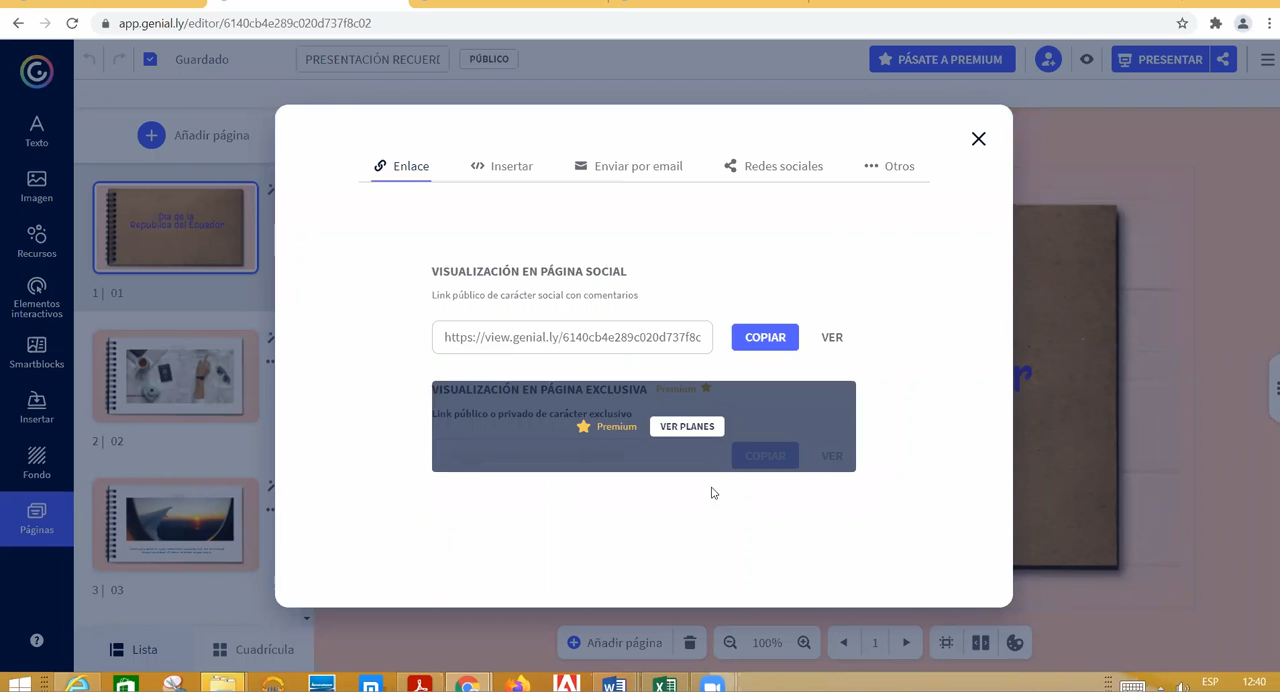 app.genial.ly/editor/6140cb4e289c020d737f8c02
Guardado
PRESENTACIÓN RECUERD
PÚBLICO
PÁSATE A PREMIUM
PRESENTAR
Texto
Imagen
Recursos
Elementos
interactivos
Smartblocks
Insertar
Fondo
Páginas
Añadir página
Dia de la
Republica del Ecuador
1 | 01
2 | 02
3 | 03
Lista
Cuadrícula
Enlace
Insertar
Enviar por email
Redes sociales
Otros
VISUALIZACIÓN EN PÁGINA SOCIAL
Link público de carácter social con comentarios
https://view.genial.ly/6140cb4e289c020d737f8c
COPIAR
VER
VISUALIZACIÓN EN PÁGINA EXCLUSIVA Premium
Link público o privado de carácter exclusivo
Premium
VER PLANES
COPIAR
VER
Añadir página
100%
1
ESP
12:40